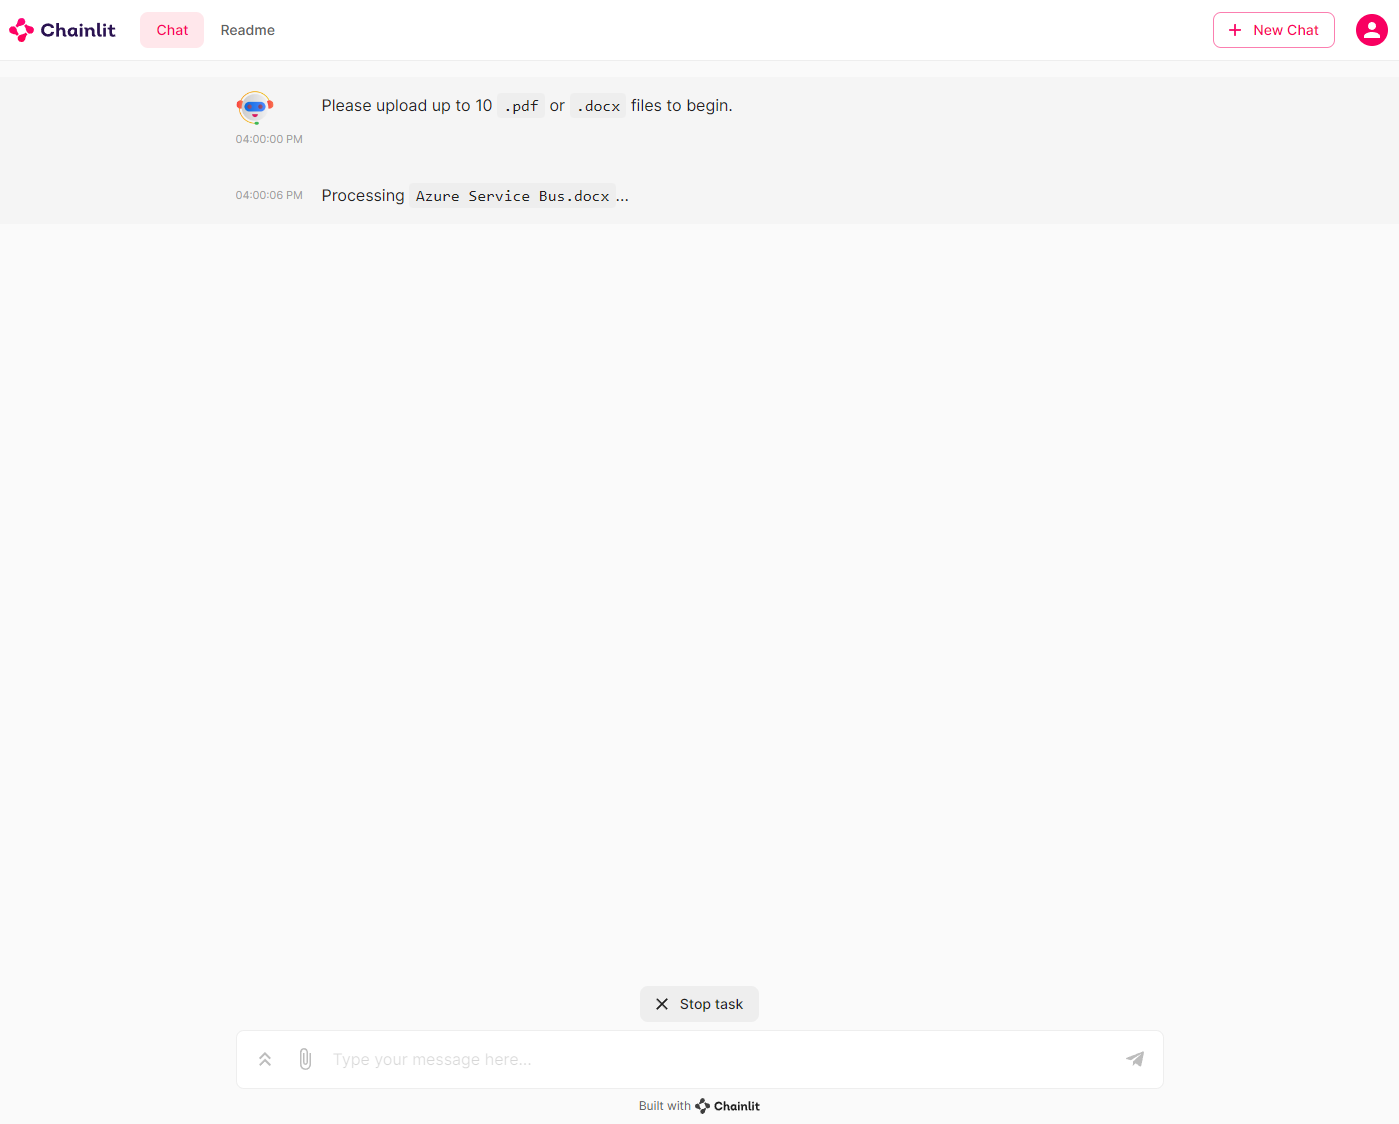 Chainlit Chat Readme New Chat
Please upload up to 10 .pdf or .docx files to begin.
04:00:00 PM
04:00:06 PM Processing Azure Service Bus.docx...
Stop task
Type your message here...
Built with Chainlit